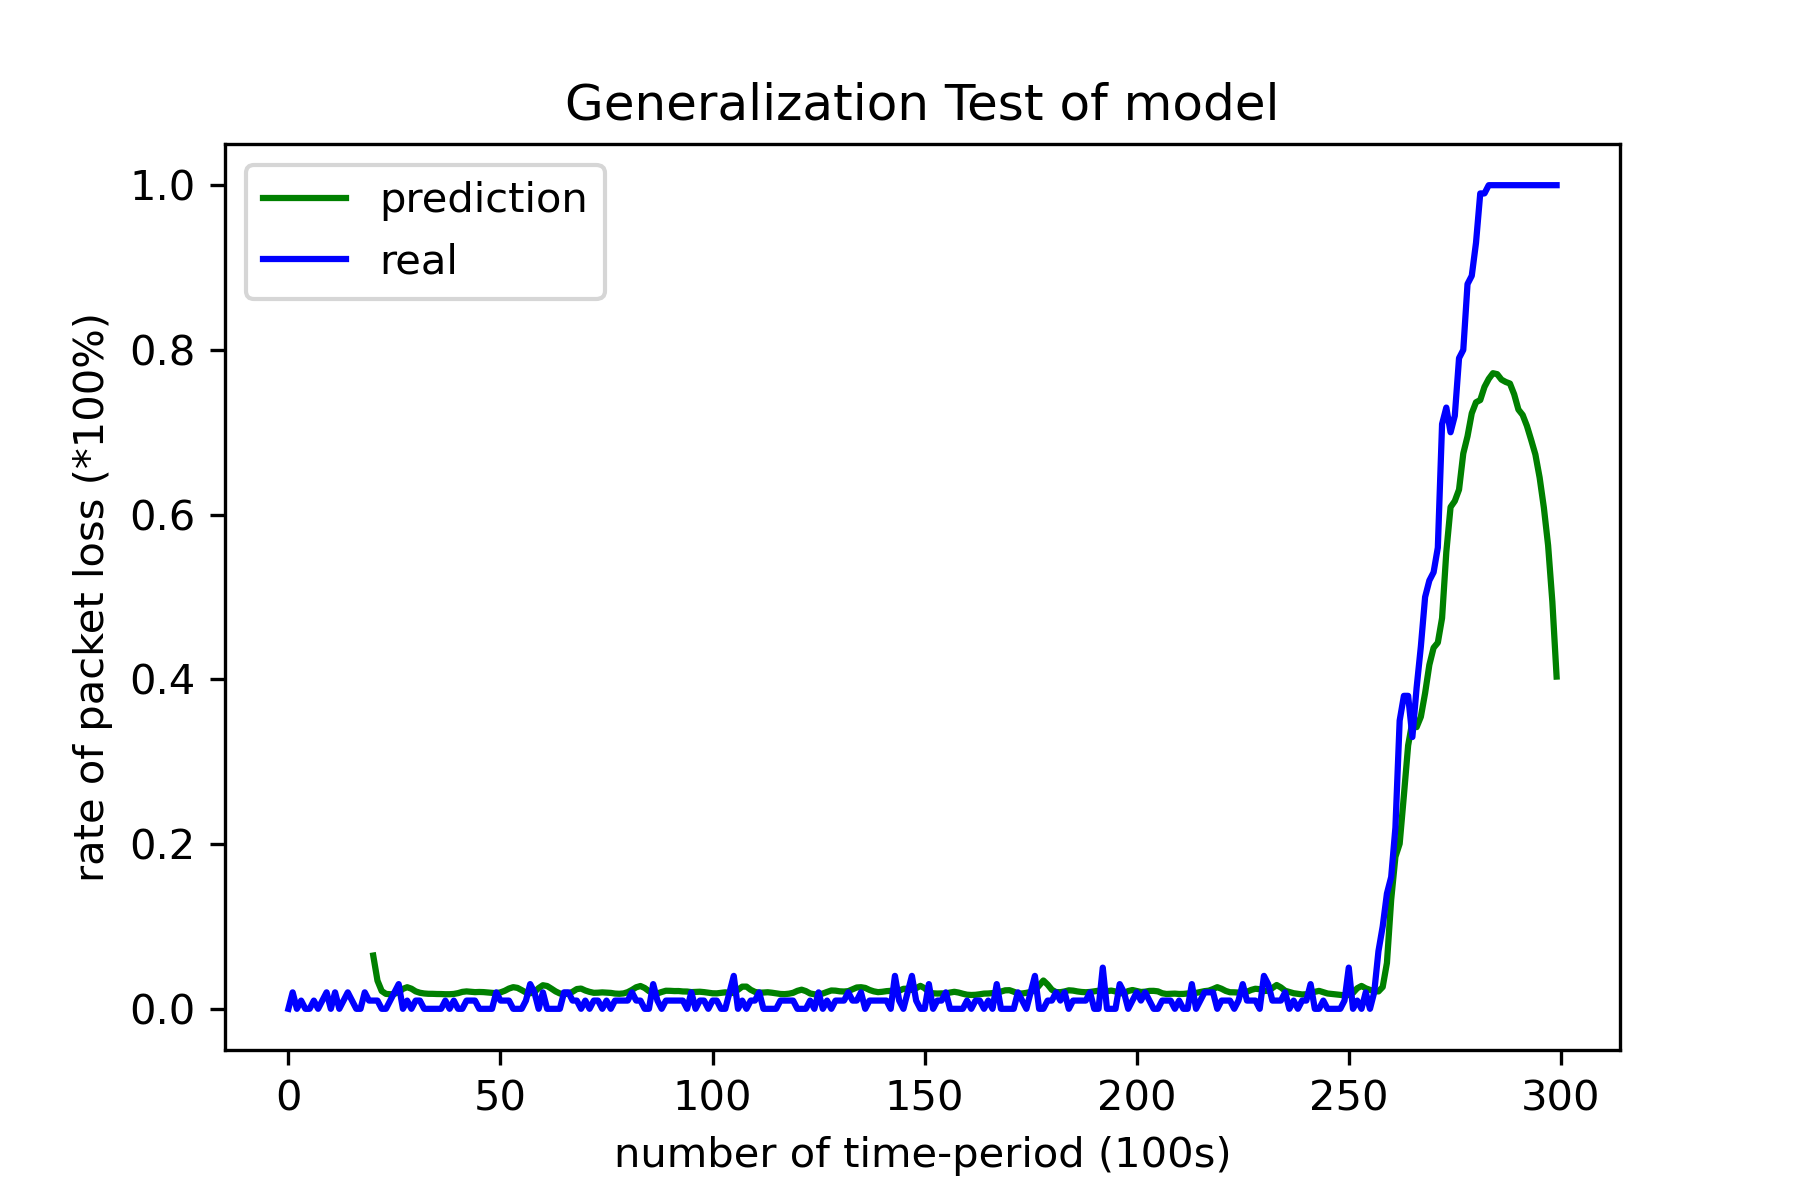 Generalization Test of model
prediction
real
1.0
0.8
0.6
0.4
0.2
0.0
rate of packet loss (*100%)
0 50 100 150 200 250 300
number of time-period (100s)